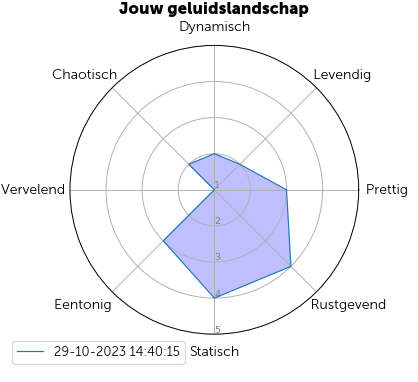 Jouw geluidslandschap
Dynamisch
Chaotisch
Levendig
Vervelend
Prettig
1
2
3
4
5
Eentonig
Rustgevend
Statisch
29-10-2023 14:40:15